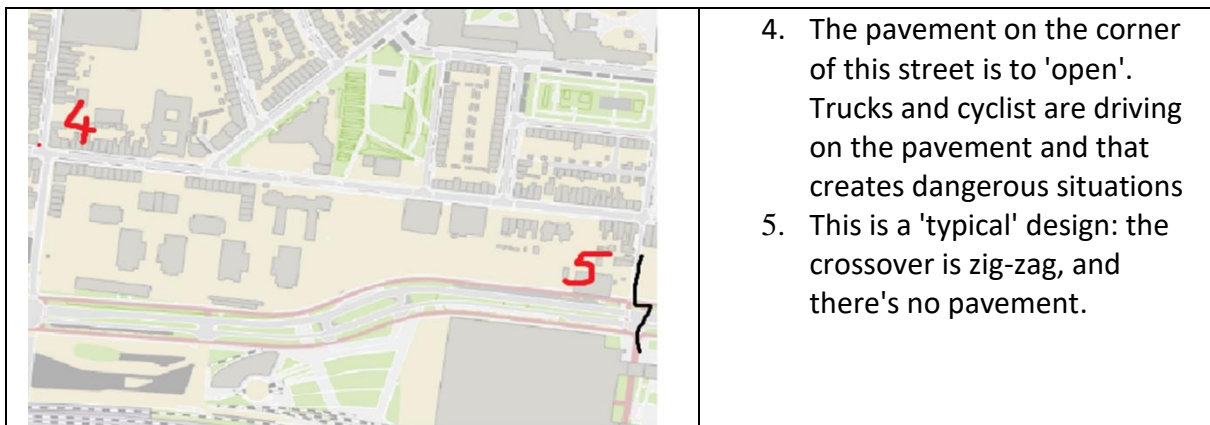 4
5
4. The pavement on the corner
of this street is to 'open'.
Trucks and cyclist are driving
on the pavement and that
creates dangerous situations
5. This is a 'typical' design: the
crossover is zig-zag, and
there's no pavement.